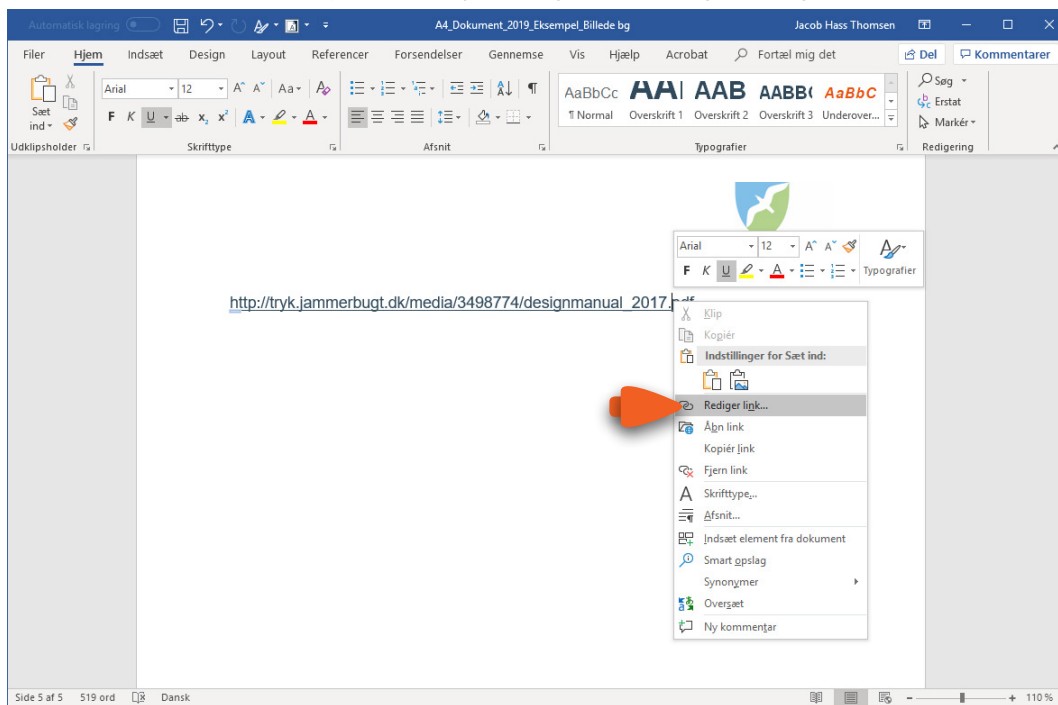 Automatisk lagring
A4_Dokument_2019_Eksempel_Billede bg
Jacob Hass Thomsen
Filer Hjem Indsæt Design Layout Referencer Forsendelser Gennemse Vis Hjælp Acrobat Fortæl mig det Del Kommentarer
Sæt ind
Arial 12
F K U ab x₂ x² A A
Aa
AaBbCc AAI AAB AABB( AaBbC
¶ Normal Overskrift 1 Overskrift 2 Overskrift 3 Underover...
Søg
Erstat
Markér
Udklipsholder Skrifttype Afsnit Typografier Redigering
Arial 12 A A
F K U A Typografier
http://tryk.jammerbugt.dk/media/3498774/designmanual_2017.pdf
Klip
Kopiér
Indstillinger for Sæt ind:
Rediger link...
Åbn link
Kopiér link
Fjern link
Skrifttype...
Afsnit...
Indsæt element fra dokument
Smart opslag
Synonymer
Oversæt
Ny kommentar
Side 5 af 5 519 ord Dansk 110 %